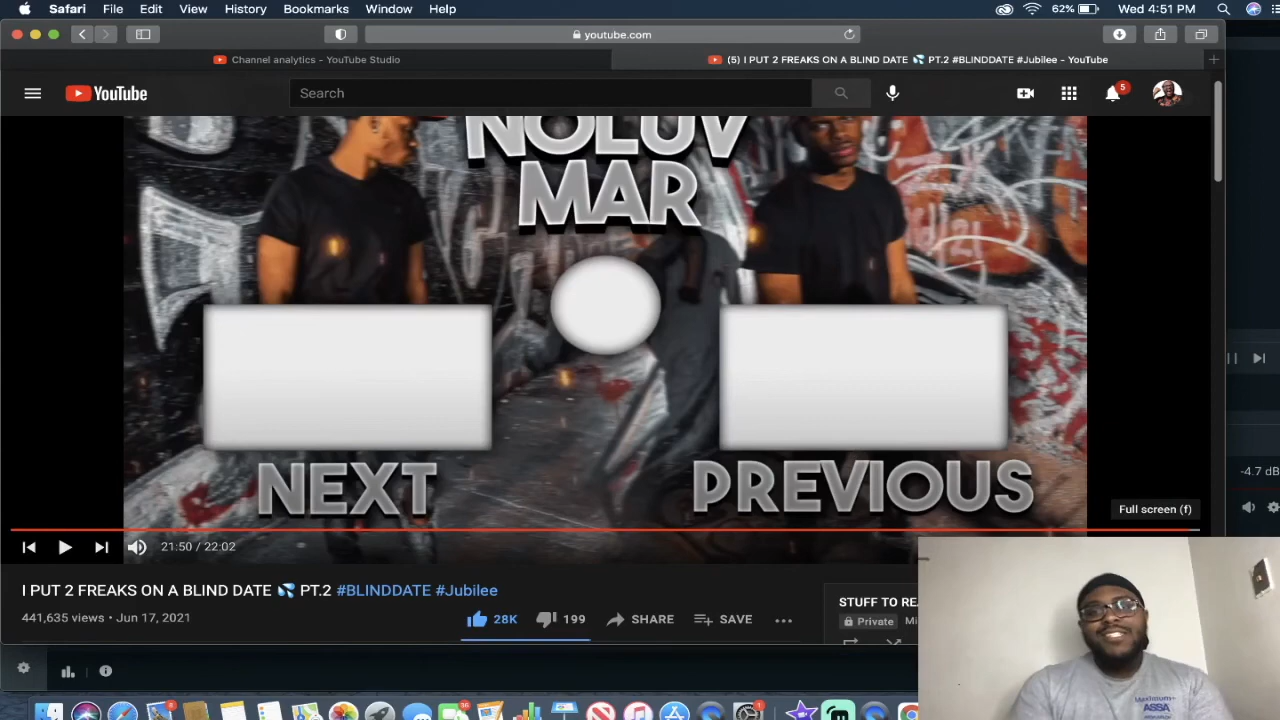 Safari File Edit View History Bookmarks Window Help 62% Wed 4:51 PM
youtube.com
Channel analytics - YouTube Studio
(5) I PUT 2 FREAKS ON A BLIND DATE 💦 PT.2 #BLINDDATE #Jubilee - YouTube
YouTube
Search
5
NOLUV
MAR
NEXT
PREVIOUS
Full screen (f)
-4.7 dB
21:50 / 22:02
I PUT 2 FREAKS ON A BLIND DATE 💦 PT.2 #BLINDDATE #Jubilee
441,635 views • Jun 17, 2021
28K
199
SHARE
SAVE
STUFF TO RE
Private
ASSA